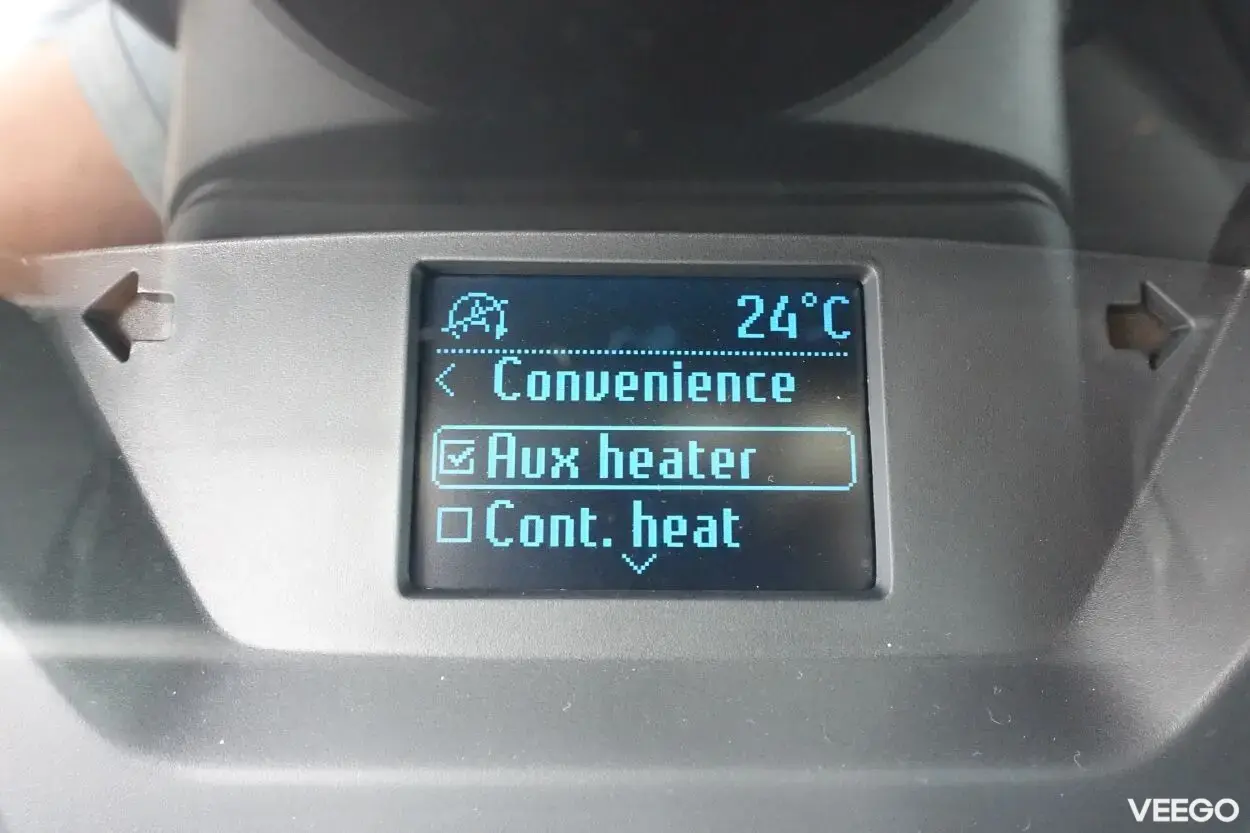 24°C
< Convenience
Aux heater
Cont. heat
VEEGO